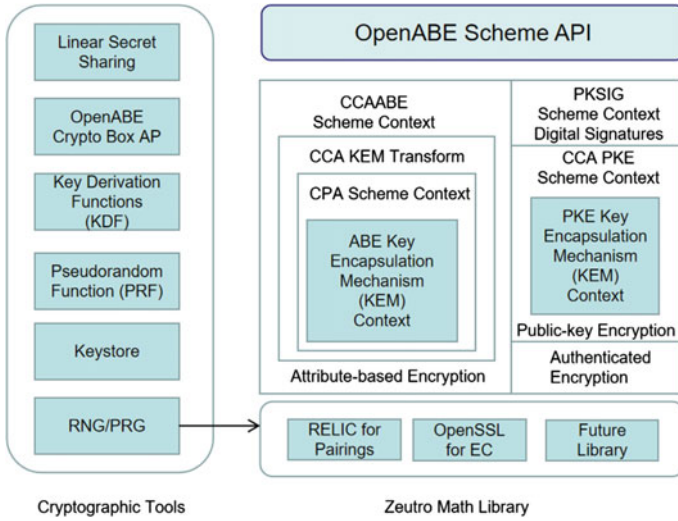 Linear Secret
Sharing
OpenABE
Crypto Box AP
Key Derivation
Functions
(KDF)
Pseudorandom
Function (PRF)
Keystore
RNG/PRG
Cryptographic Tools
OpenABE Scheme API
CCAABE
Scheme Context
CCA KEM Transform
CPA Scheme Context
ABE Key
Encapsulation
Mechanism
(KEM)
Context
Attribute-based Encryption
PKSIG
Scheme Context
Digital Signatures
CCA PKE
Scheme Context
PKE Key
Encapsulation
Mechanism
(KEM)
Context
Public-key Encryption
Authenticated
Encryption
RELIC for
Pairings
OpenSSL
for EC
Future
Library
Zeutro Math Library